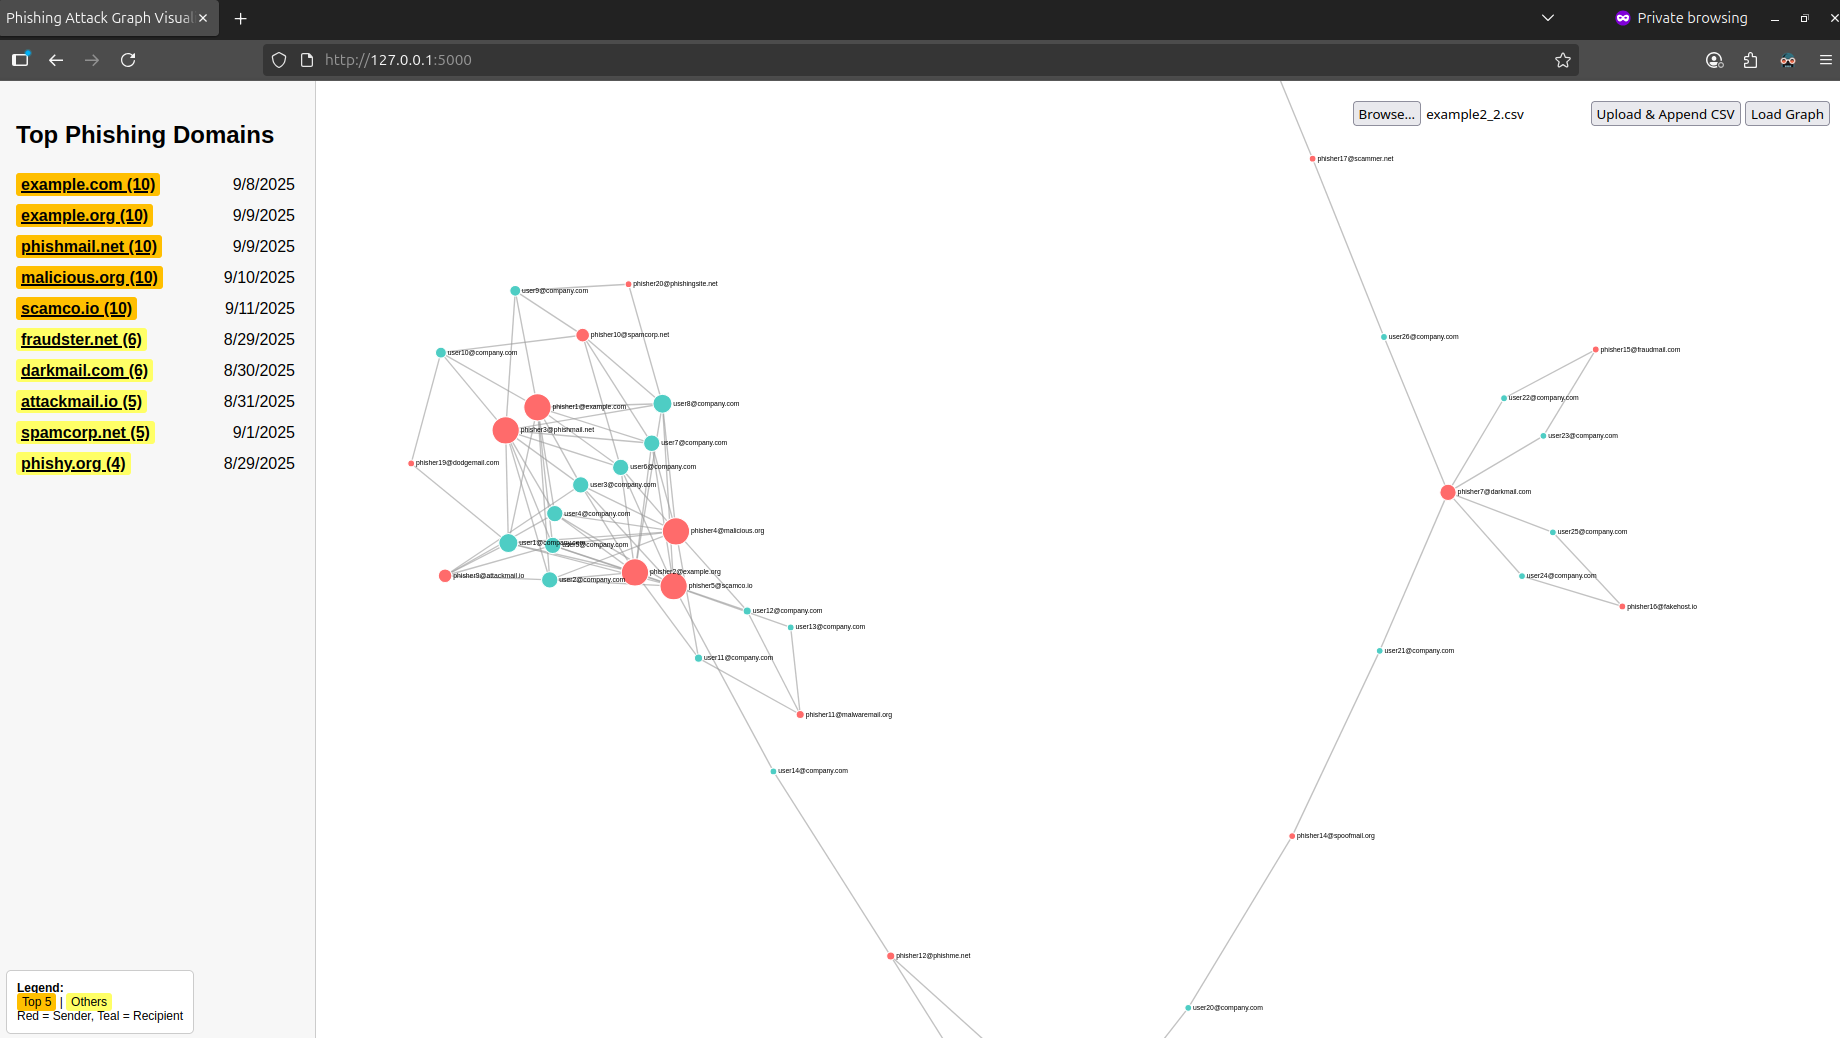 Phishing Attack Graph Visual
Private browsing
http://127.0.0.1:5000
Top Phishing Domains
example.com (10) 9/8/2025
example.org (10) 9/9/2025
phishmail.net (10) 9/9/2025
malicious.org (10) 9/10/2025
scamco.io (10) 9/11/2025
fraudster.net (6) 8/29/2025
darkmail.com (6) 8/30/2025
attackmail.io (5) 8/31/2025
spamcorp.net (5) 9/1/2025
phishy.org (4) 8/29/2025
Legend:
Top 5 | Others
Red = Sender, Teal = Recipient
Browse... example2_2.csv Upload & Append CSV Load Graph
phisher17@scammer.net
phisher20@phishingsite.net
user9@company.com
phisher10@spamcorp.net
user26@company.com
phisher15@fraudmail.com
user10@company.com
user22@company.com
phisher1@example.com
user8@company.com
phisher3@phishmail.net
user23@company.com
user7@company.com
phisher19@dodgemail.com
user6@company.com
user3@company.com
phisher7@darkmail.com
user4@company.com
phisher4@malicious.org
user25@company.com
user1@company.com
user5@company.com
phisher2@example.org
phisher9@attackmail.io
user24@company.com
user2@company.com
phisher5@scamco.io
phisher16@fakehost.io
user12@company.com
user13@company.com
user21@company.com
user11@company.com
phisher11@malwaremail.org
user14@company.com
phisher14@spoofmail.org
phisher12@phishme.net
user20@company.com